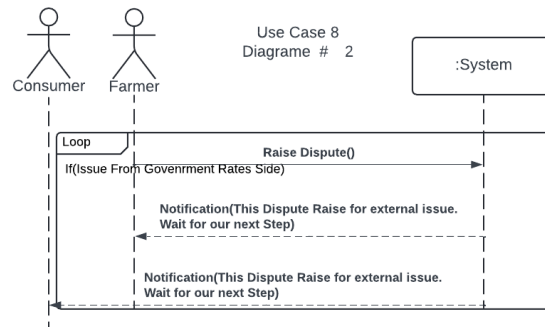 Use Case 8
Diagrame # 2
:System
Consumer
Farmer
Loop
Raise Dispute()
If(Issue From Govenrment Rates Side)
Notification(This Dispute Raise for external issue.
Wait for our next Step)
Notification(This Dispute Raise for external issue.
Wait for our next Step)